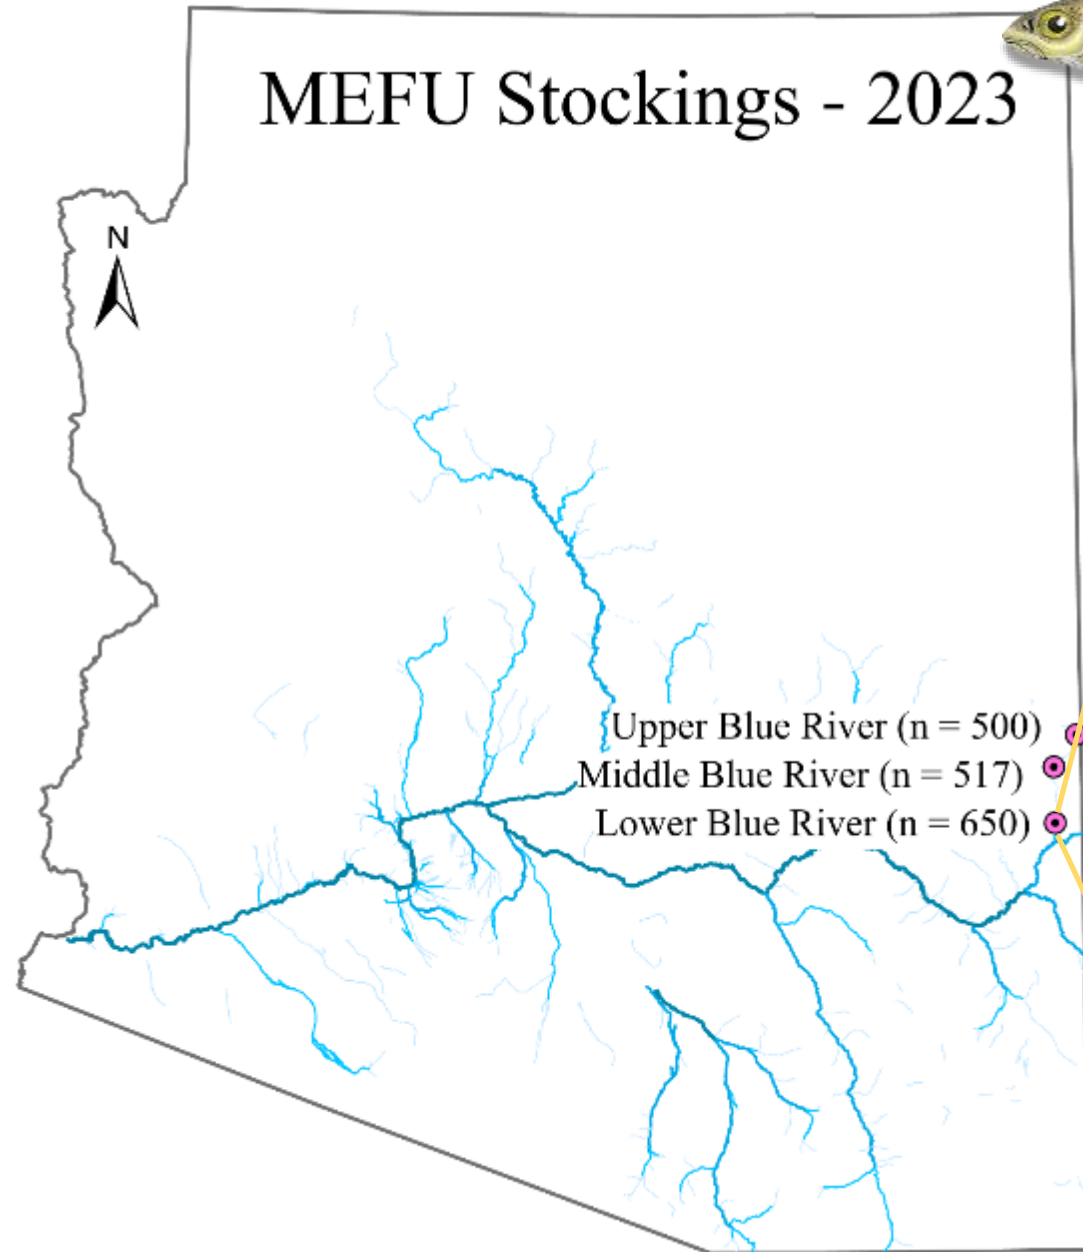 MEFU Stockings - 2023
N
Upper Blue River (n = 500)
Middle Blue River (n = 517)
Lower Blue River (n = 650)